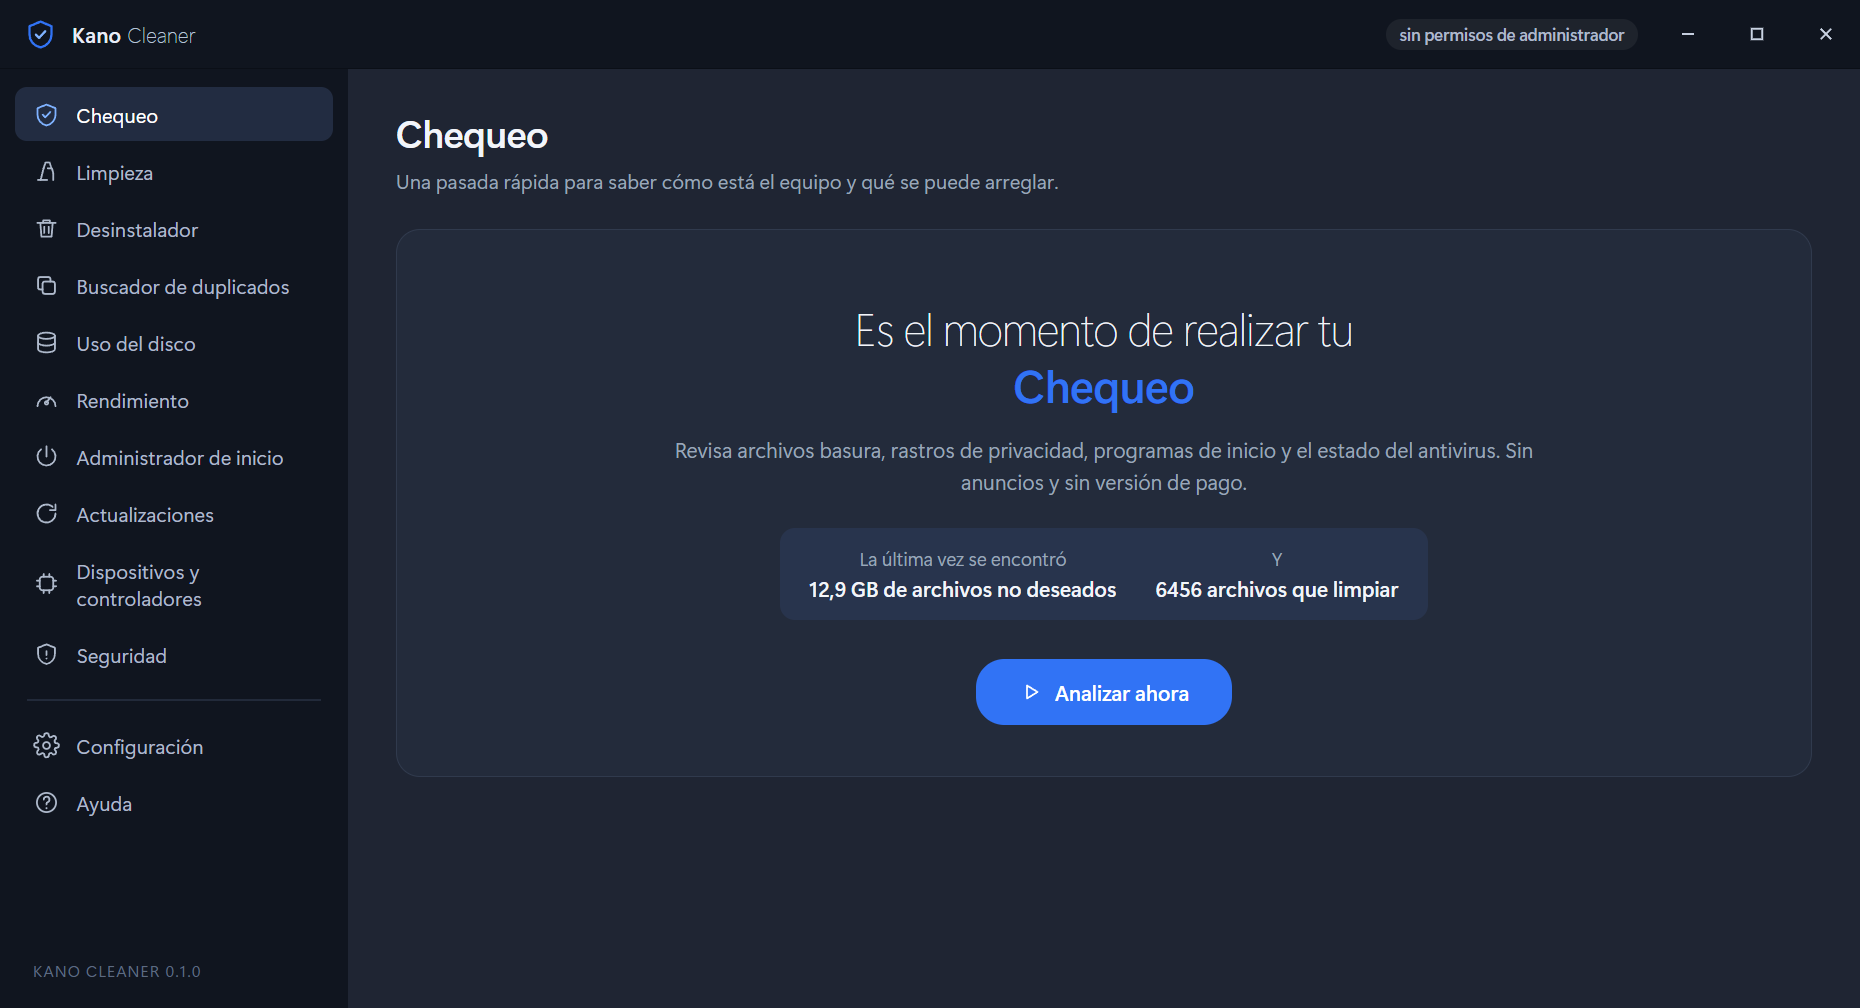 Kano Cleaner
sin permisos de administrador
Chequeo
Limpieza
Desinstalador
Buscador de duplicados
Uso del disco
Rendimiento
Administrador de inicio
Actualizaciones
Dispositivos y
controladores
Seguridad
Configuración
Ayuda
KANO CLEANER 0.1.0
Chequeo
Una pasada rápida para saber cómo está el equipo y qué se puede arreglar.
Es el momento de realizar tu
Chequeo
Revisa archivos basura, rastros de privacidad, programas de inicio y el estado del antivirus. Sin
anuncios y sin versión de pago.
La última vez se encontró
12,9 GB de archivos no deseados
Y
6456 archivos que limpiar
Analizar ahora